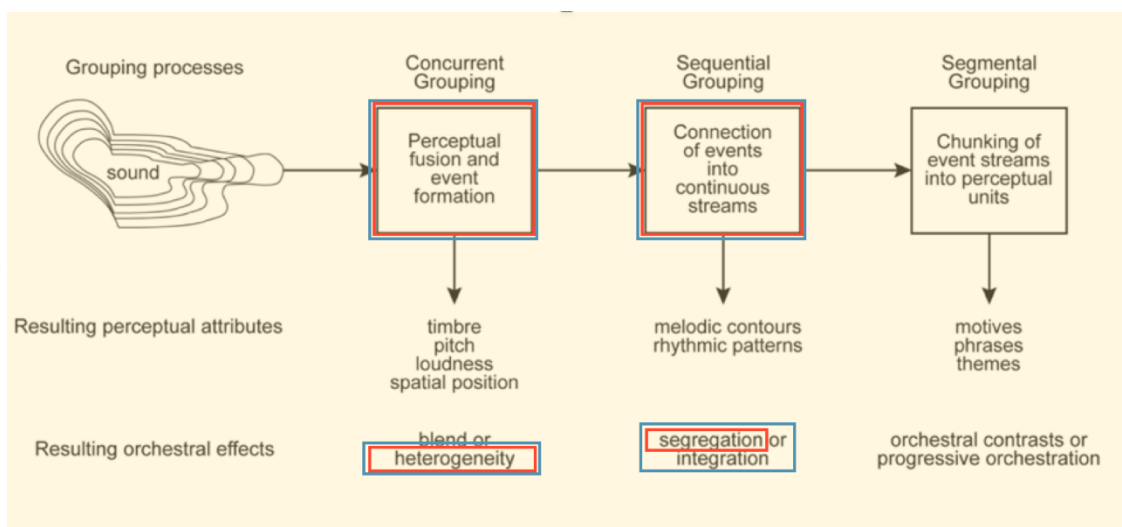 Grouping processes
Concurrent
Grouping
Sequential
Grouping
Segmental
Grouping
sound
Perceptual
fusion and
event
formation
Connection
of events
into
continuous
streams
Chunking of
event streams
into perceptual
units
Resulting perceptual attributes
timbre
pitch
loudness
spatial position
melodic contours
rhythmic patterns
motives
phrases
themes
Resulting orchestral effects
blend or
heterogeneity
segregation or
integration
orchestral contrasts or
progressive orchestration